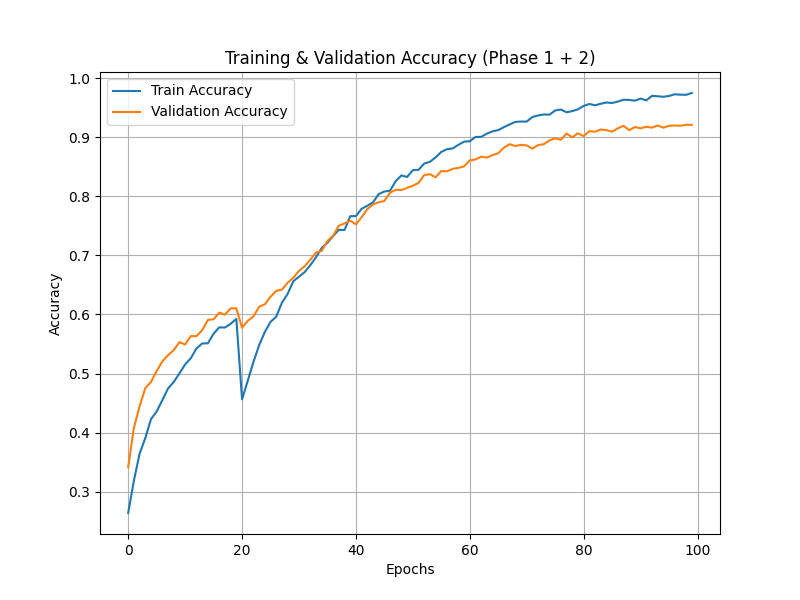 Training & Validation Accuracy (Phase 1 + 2)
Train Accuracy
Validation Accuracy
1.0
0.9
0.8
0.7
0.6
0.5
0.4
0.3
Accuracy
0 20 40 60 80 100
Epochs